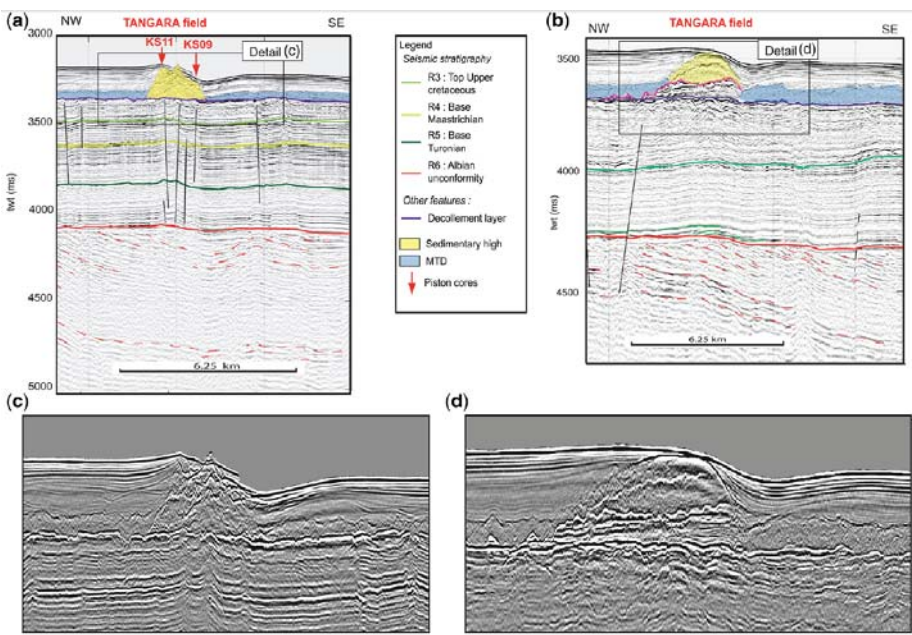 (a)
NW
TANGARA field
SE
KS11
KS09
Detail (c)
3000
3500
4000
4500
5000
twt (ms)
6.25 km
Legend
Seismic stratigraphy
R3 : Top Upper
cretaceous
R4 : Base
Maastrichian
R5 : Base
Turonian
R6 : Albian
unconformity
Other features :
Decollement layer
Sedimentary high
MTD
Piston cores
(b)
NW
TANGARA field
SE
Detail (d)
3500
4000
4500
twt (ms)
6.25 km
(c)
(d)